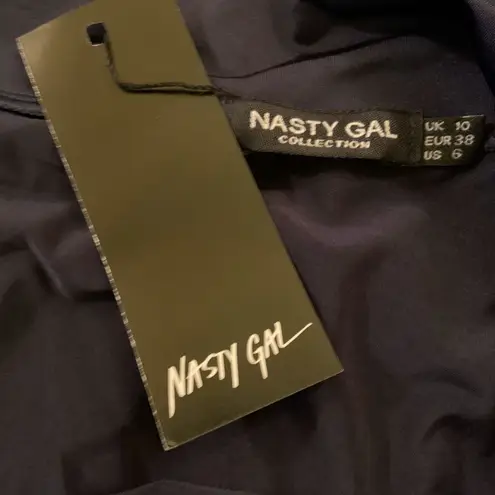 NASTY GAL
COLLECTION
UK 10
EUR 38
US 6
NASTY GAL